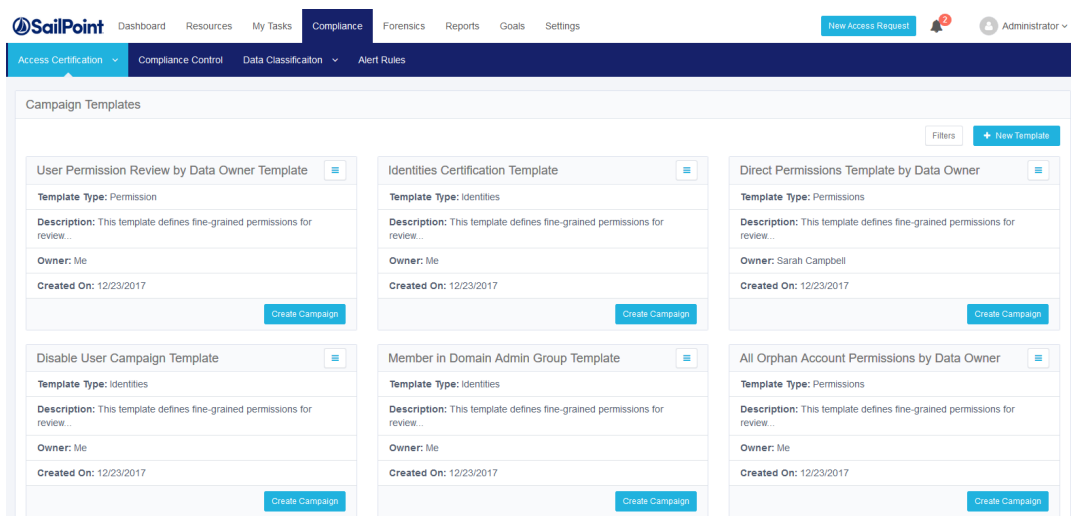 SailPoint Dashboard Resources My Tasks Compliance Forensics Reports Goals Settings New Access Request 2 Administrator
Access Certification Compliance Control Data Classificaiton Alert Rules
Campaign Templates
Filters + New Template
User Permission Review by Data Owner Template
Template Type: Permission
Description: This template defines fine-grained permissions for
review...
Owner: Me
Created On: 12/23/2017
Create Campaign
Identities Certification Template
Template Type: Identities
Description: This template defines fine-grained permissions for
review...
Owner: Me
Created On: 12/23/2017
Create Campaign
Direct Permissions Template by Data Owner
Template Type: Permissions
Description: This template defines fine-grained permissions for
review...
Owner: Sarah Campbell
Created On: 12/23/2017
Create Campaign
Disable User Campaign Template
Template Type: Identities
Description: This template defines fine-grained permissions for
review...
Owner: Me
Created On: 12/23/2017
Create Campaign
Member in Domain Admin Group Template
Template Type: Identities
Description: This template defines fine-grained permissions for
review...
Owner: Me
Created On: 12/23/2017
Create Campaign
All Orphan Account Permissions by Data Owner
Template Type: Permissions
Description: This template defines fine-grained permissions for
review...
Owner: Me
Created On: 12/23/2017
Create Campaign